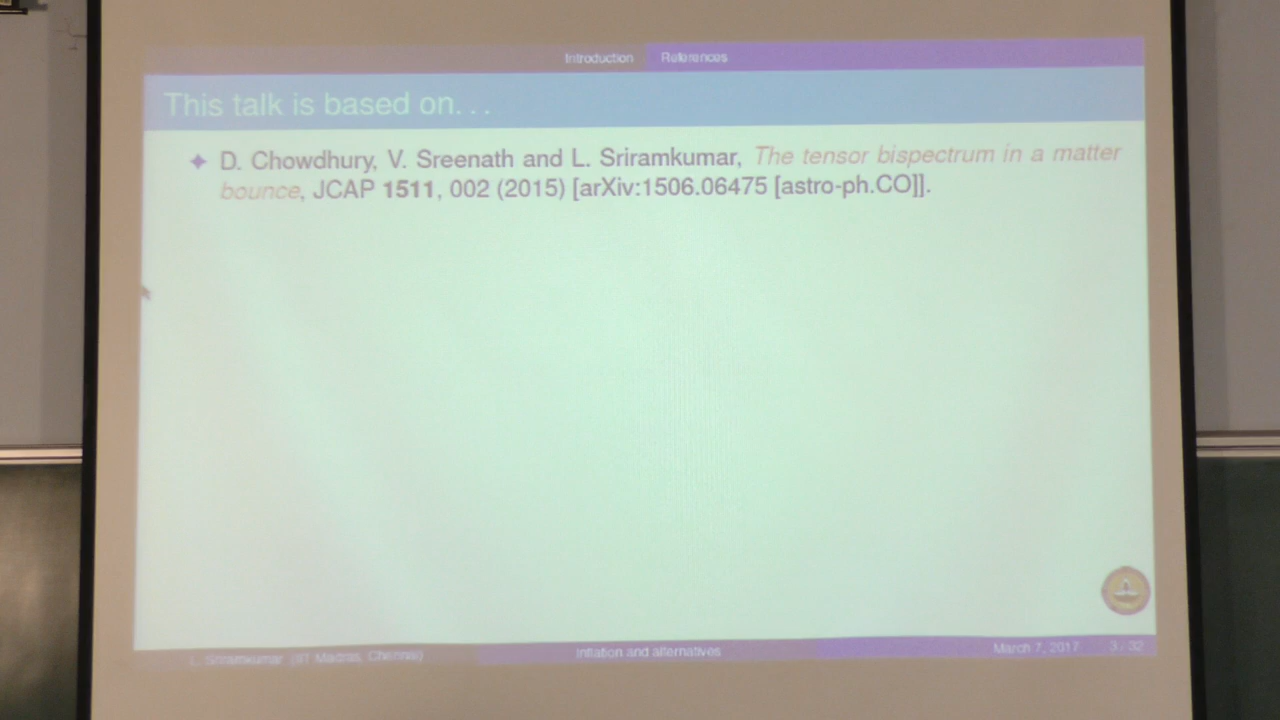 Introduction References
This talk is based on...
✦ D. Chowdhury, V. Sreenath and L. Sriramkumar, The tensor bispectrum in a matter
bounce, JCAP 1511, 002 (2015) [arXiv:1506.06475 [astro-ph.CO]].
L. Sriramkumar (IIT Madras, Chennai) Inflation and alternatives March 7, 2017 3 / 32